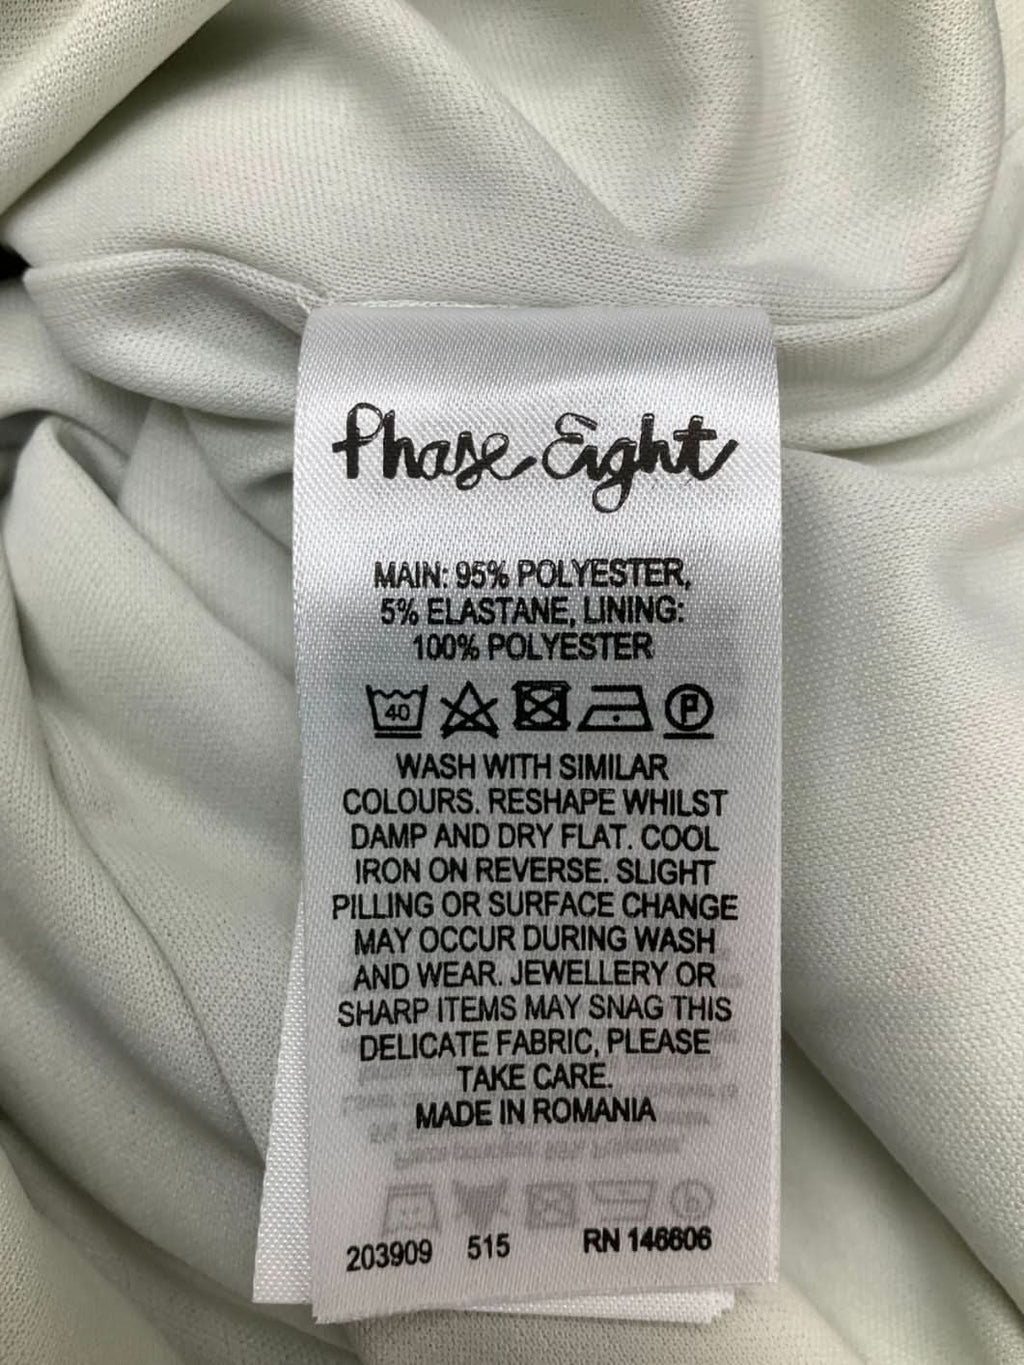 Phase Eight
MAIN: 95% POLYESTER,
5% ELASTANE, LINING:
100% POLYESTER
40 P
WASH WITH SIMILAR
COLOURS. RESHAPE WHILST
DAMP AND DRY FLAT. COOL
IRON ON REVERSE. SLIGHT
PILLING OR SURFACE CHANGE
MAY OCCUR DURING WASH
AND WEAR. JEWELLERY OR
SHARP ITEMS MAY SNAG THIS
DELICATE FABRIC, PLEASE
TAKE CARE.
MADE IN ROMANIA
203909 515 RN 146606